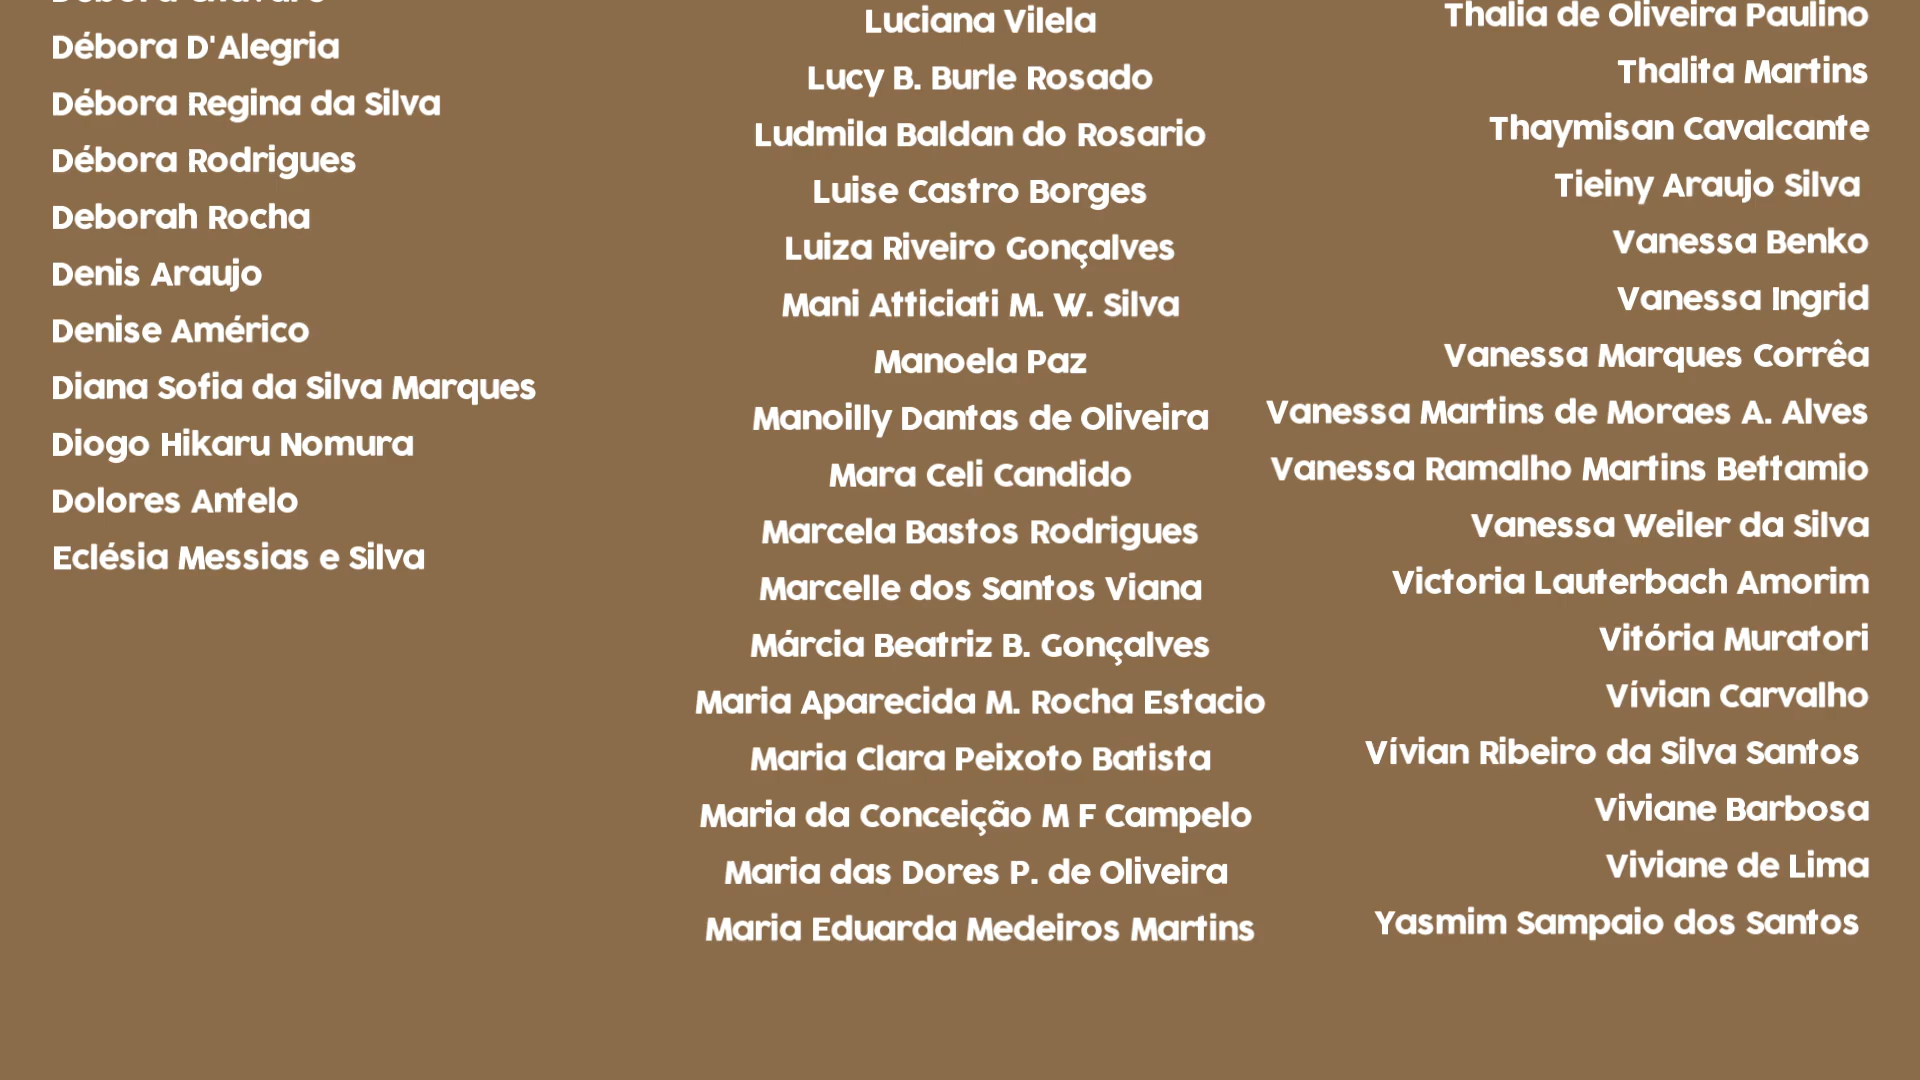 Débora D'Alegria
Débora Regina da Silva
Débora Rodrigues
Deborah Rocha
Denis Araujo
Denise Américo
Diana Sofia da Silva Marques
Diogo Hikaru Nomura
Dolores Antelo
Eclésia Messias e Silva
Luciana Vilela
Lucy B. Burle Rosado
Ludmila Baldan do Rosario
Luise Castro Borges
Luiza Riveiro Gonçalves
Mani Atticiati M. W. Silva
Manoela Paz
Manoilly Dantas de Oliveira
Mara Celi Candido
Marcela Bastos Rodrigues
Marcelle dos Santos Viana
Márcia Beatriz B. Gonçalves
Maria Aparecida M. Rocha Estacio
Maria Clara Peixoto Batista
Maria da Conceição M F Campelo
Maria das Dores P. de Oliveira
Maria Eduarda Medeiros Martins
Thalia de Oliveira Paulino
Thalita Martins
Thaymisan Cavalcante
Tieiny Araujo Silva
Vanessa Benko
Vanessa Ingrid
Vanessa Marques Corrêa
Vanessa Martins de Moraes A. Alves
Vanessa Ramalho Martins Bettamio
Vanessa Weiler da Silva
Victoria Lauterbach Amorim
Vitória Muratori
Vívian Carvalho
Vívian Ribeiro da Silva Santos
Viviane Barbosa
Viviane de Lima
Yasmim Sampaio dos Santos